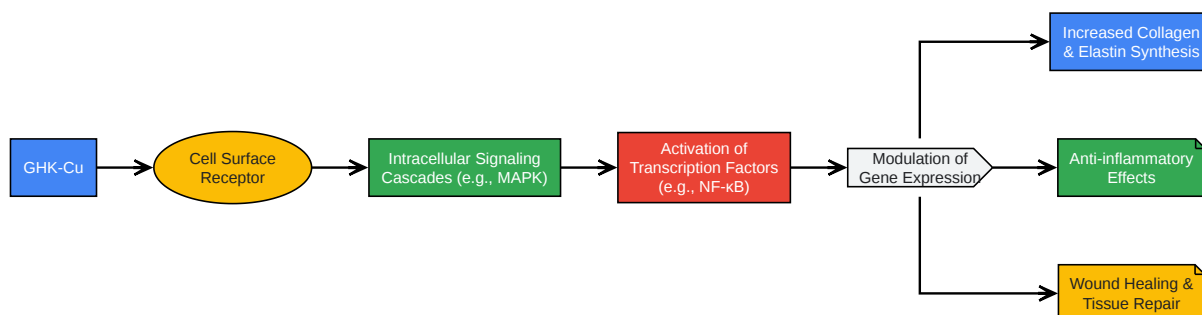 GHK-Cu
Cell Surface
Receptor
Intracellular Signaling
Cascades (e.g., MAPK)
Activation of
Transcription Factors
(e.g., NF-κB)
Modulation of
Gene Expression
Increased Collagen
& Elastin Synthesis
Anti-inflammatory
Effects
Wound Healing &
Tissue Repair